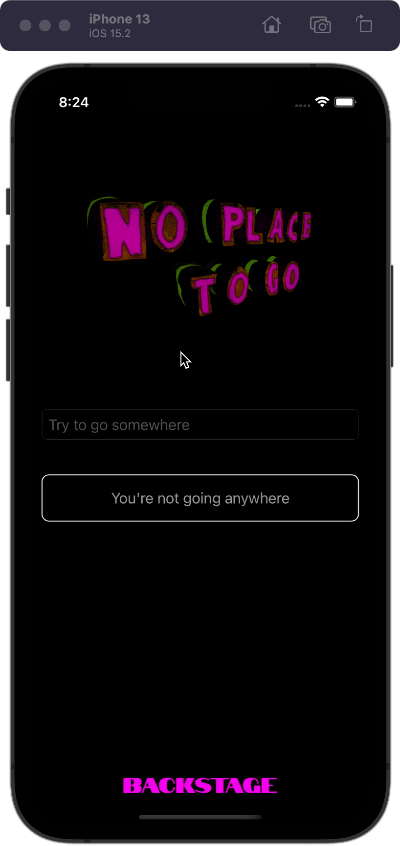 iPhone 13
iOS 15.2
8:24
NO PLACE
TO GO
Try to go somewhere
You're not going anywhere
BACKSTAGE